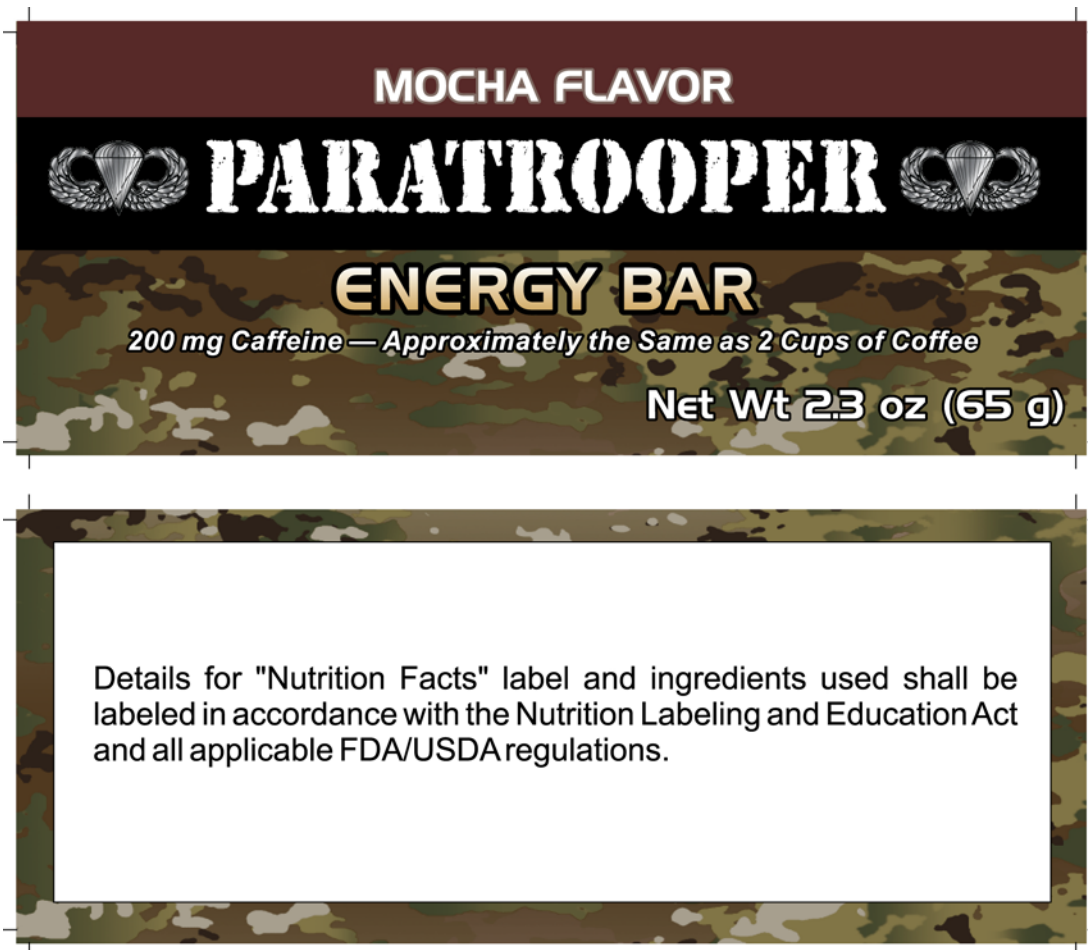 MOCHA FLAVOR
PARATROOPER
ENERGY BAR
200 mg Caffeine — Approximately the Same as 2 Cups of Coffee
Net Wt 2.3 oz (65 g)
Details for "Nutrition Facts" label and ingredients used shall be
labeled in accordance with the Nutrition Labeling and Education Act
and all applicable FDA/USDA regulations.